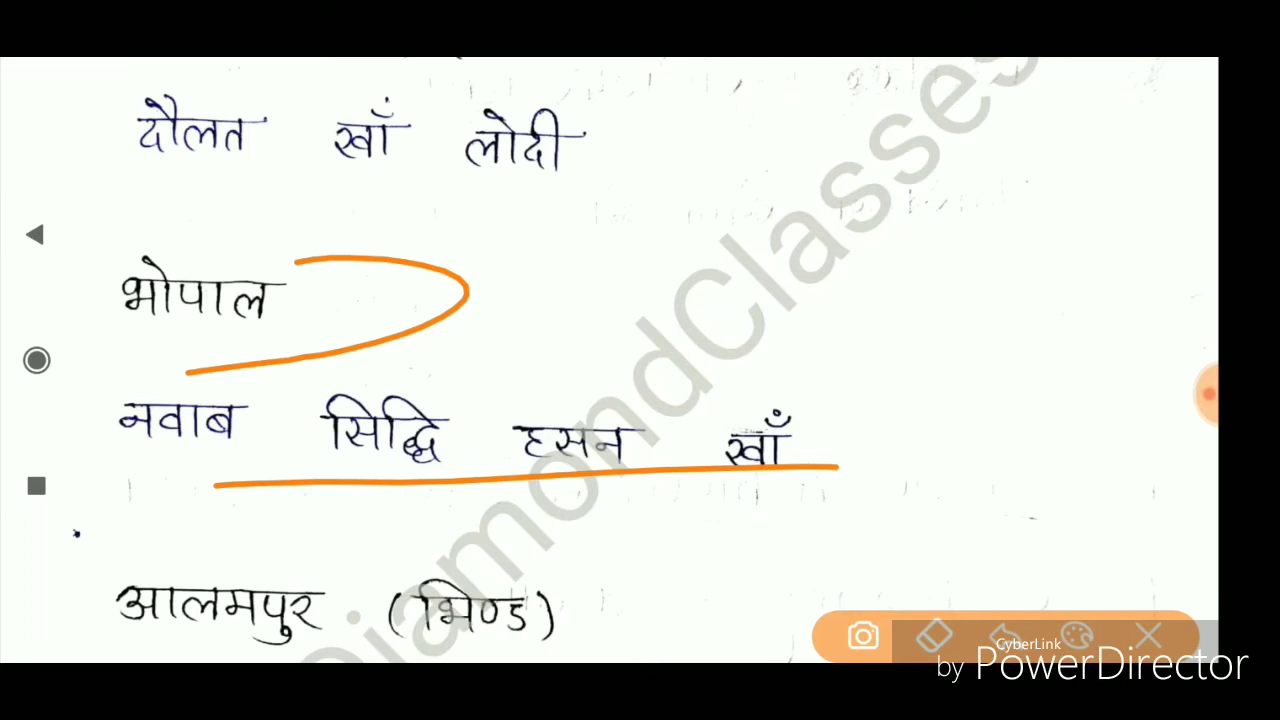 दौलत खाँ लोदी
भोपाल
नवाब सिद्धि हसन खाँ
आलमपुर (भिण्ड)
DiamondClasses
CyberLink
by PowerDirector